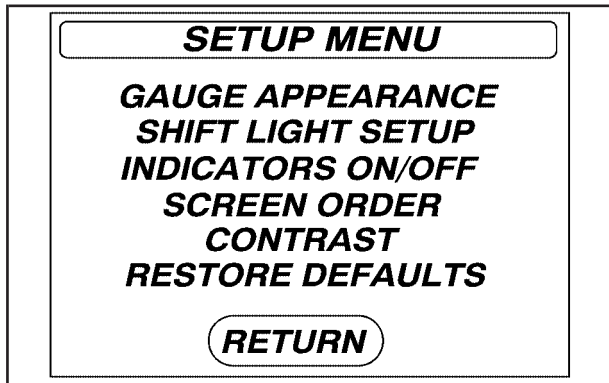 SETUP MENU
GAUGE APPEARANCE
SHIFT LIGHT SETUP
INDICATORS ON/OFF
SCREEN ORDER
CONTRAST
RESTORE DEFAULTS
RETURN